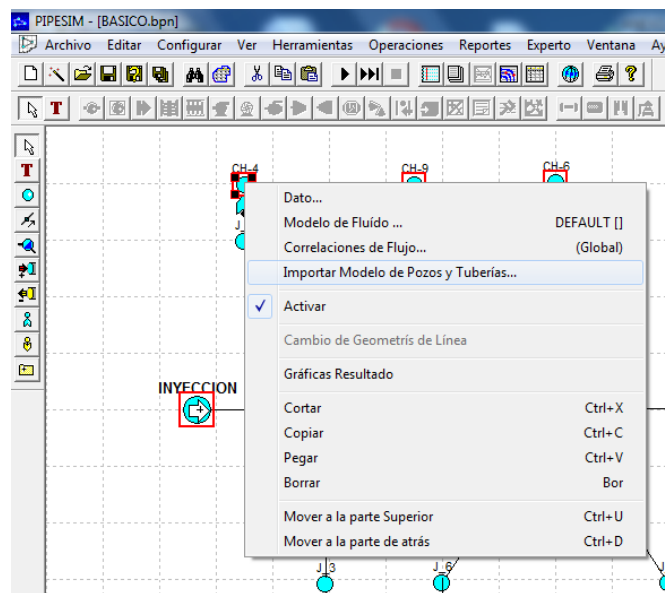 PIPESIM - [BASICO.bpn]
Archivo Editar Configurar Ver Herramientas Operaciones Reportes Experto Ventana Ay
T
T
CH-4 CH-9 CH-6
J_
Dato...
Modelo de Fluído ... DEFAULT []
Correlaciones de Flujo... (Global)
Importar Modelo de Pozos y Tuberías...
Activar
Cambio de Geometrís de Línea
Gráficas Resultado
INYECCION
Cortar Ctrl+X
Copiar Ctrl+C
Pegar Ctrl+V
Borrar Bor
Mover a la parte Superior Ctrl+U
Mover a la parte de atrás Ctrl+D
J_3 J_6